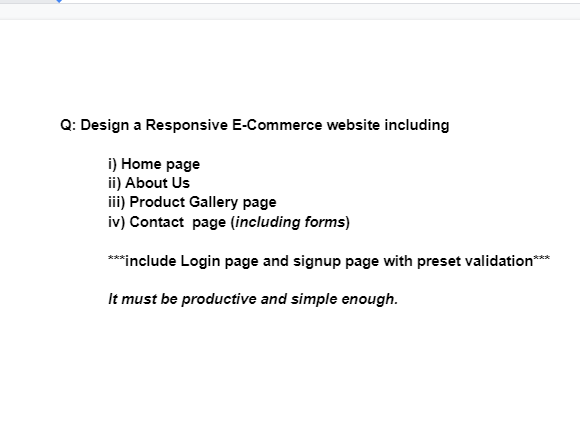 Q: Design a Responsive E-Commerce website including
i) Home page
ii) About Us
iii) Product Gallery page
iv) Contact page (including forms)
***include Login page and signup page with preset validation***
It must be productive and simple enough.